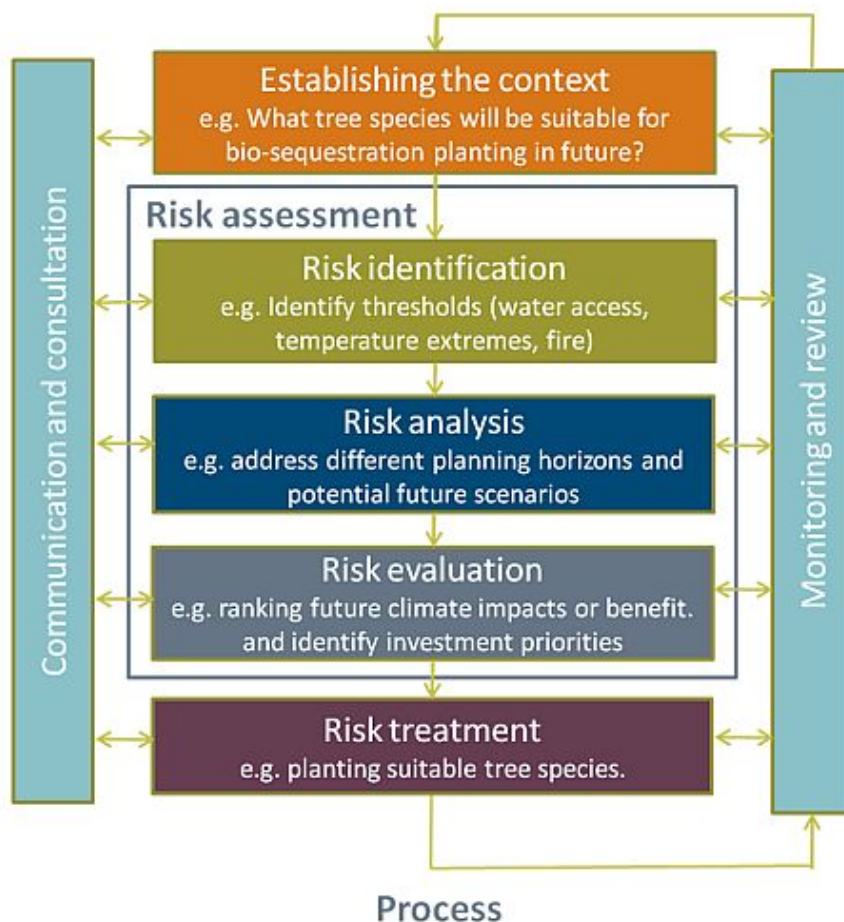 Establishing the context
e.g. What tree species will be suitable for
bio-sequestration planting in future?
Risk assessment
Risk identification
e.g. Identify thresholds (water access,
temperature extremes, fire)
Risk analysis
e.g. address different planning horizons and
potential future scenarios
Risk evaluation
e.g. ranking future climate impacts or benefit.
and identify investment priorities
Risk treatment
e.g. planting suitable tree species.
Communication and consultation
Monitoring and review
Process